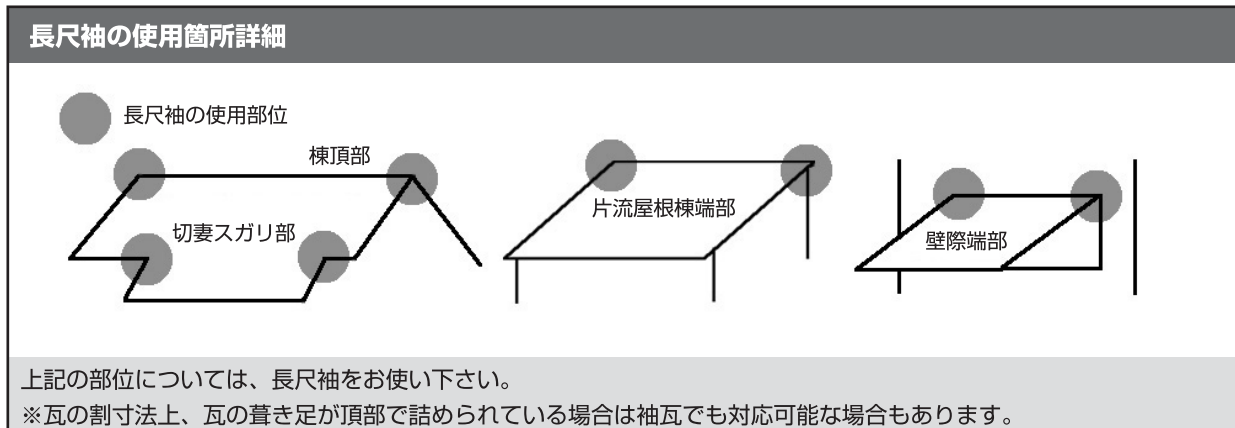 長尺袖の使用箇所詳細
長尺袖の使用部位
棟頂部
切妻スガリ部
片流屋根棟端部
壁際端部
上記の部位については、長尺袖をお使い下さい。
※瓦の割寸法上、瓦の葺き足が頂部で詰められている場合は袖瓦でも対応可能な場合もあります。